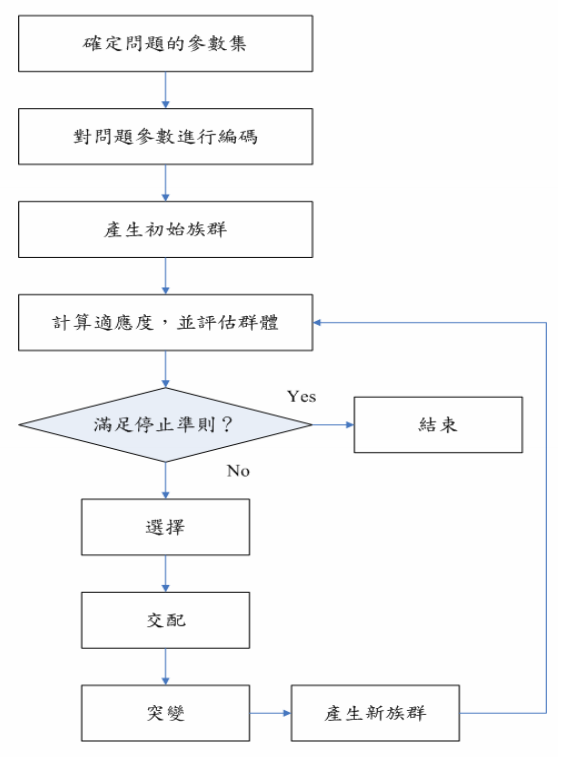 確定問題的參數集
對問題參數進行編碼
產生初始族群
計算適應度，並評估群體
滿足停止準則？
Yes
結束
No
選擇
交配
突變
產生新族群